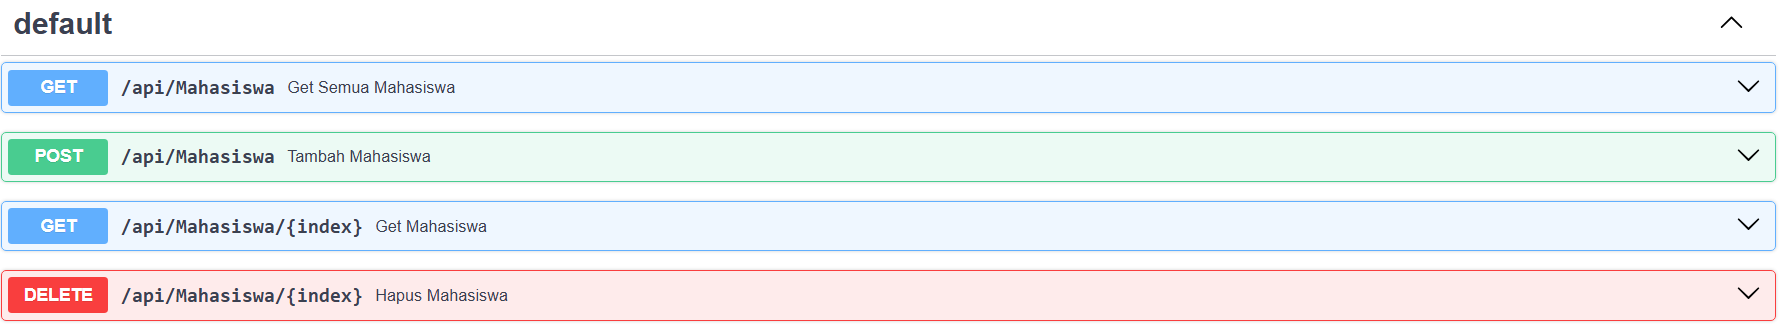 default
GET /api/Mahasiswa Get Semua Mahasiswa
POST /api/Mahasiswa Tambah Mahasiswa
GET /api/Mahasiswa/{index} Get Mahasiswa
DELETE /api/Mahasiswa/{index} Hapus Mahasiswa